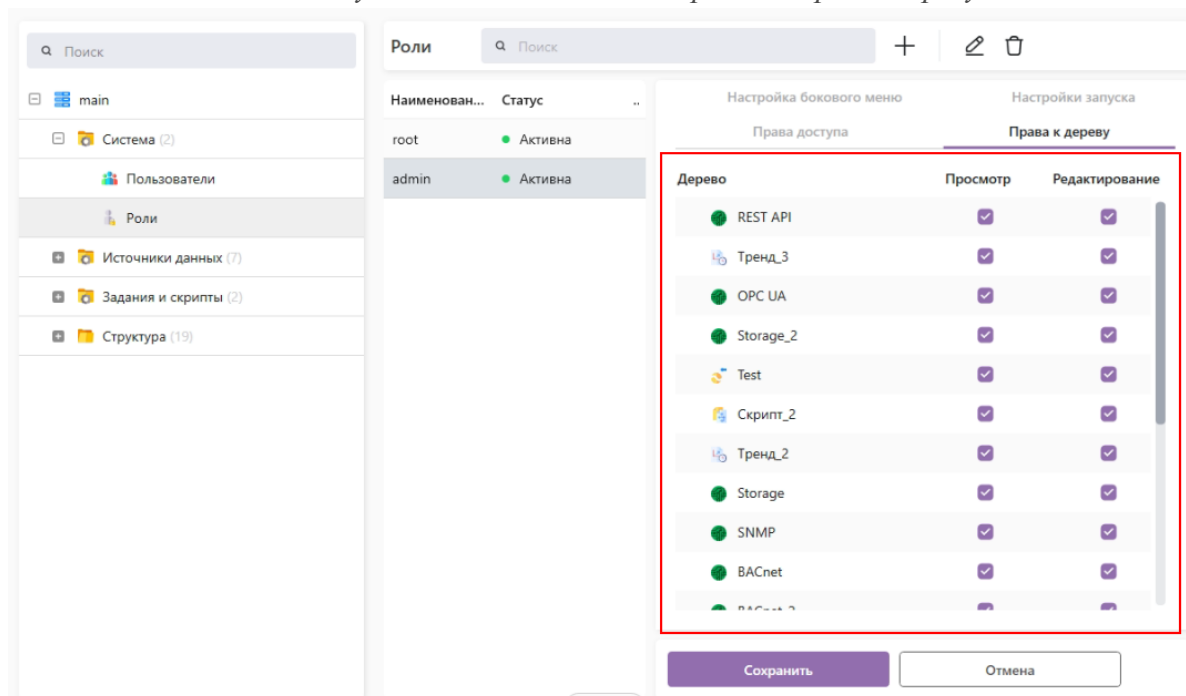 Поиск
main
Система (2)
Пользователи
Роли
Источники данных (7)
Задания и скрипты (2)
Структура (19)
Роли
Поиск
Наименован... Статус ..
root Активна
admin Активна
Настройка бокового меню Настройки запуска
Права доступа Права к дереву
Дерево Просмотр Редактирование
REST API
Тренд_3
OPC UA
Storage_2
Test
Скрипт_2
Тренд_2
Storage
SNMP
BACnet
Сохранить Отмена